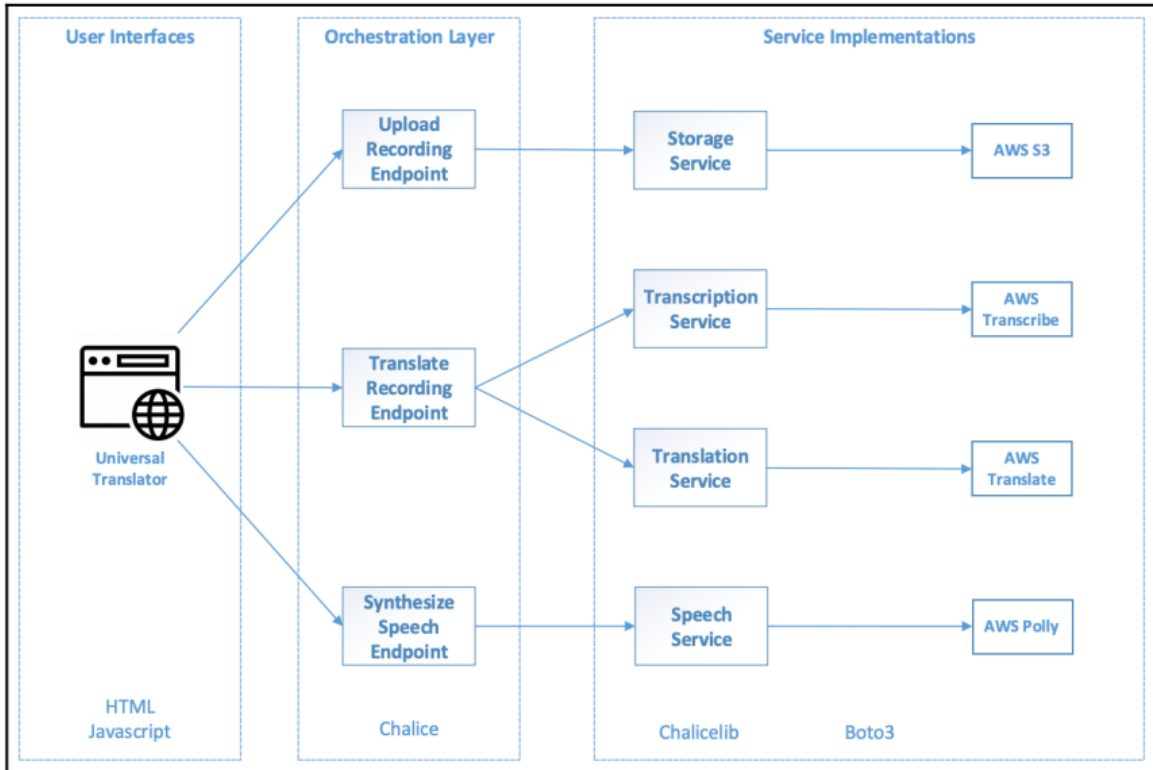 User Interfaces
Orchestration Layer
Service Implementations
Upload
Recording
Endpoint
Storage
Service
AWS S3
Transcription
Service
AWS
Transcribe
Universal
Translator
Translate
Recording
Endpoint
Translation
Service
AWS
Translate
Synthesize
Speech
Endpoint
Speech
Service
AWS Polly
HTML
Javascript
Chalice
Chalicelib
Boto3